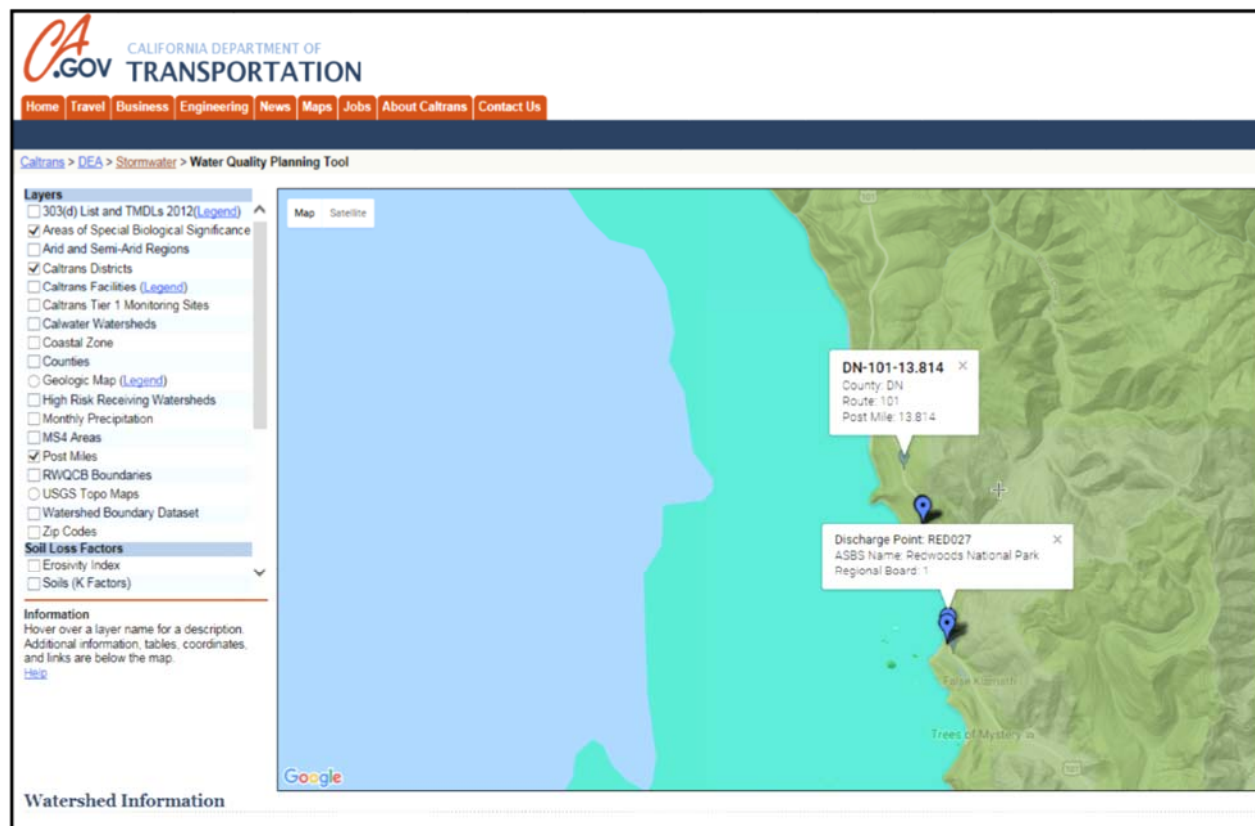 CA
.GOV
CALIFORNIA DEPARTMENT OF
TRANSPORTATION
Home Travel Business Engineering News Maps Jobs About Caltrans Contact Us
Caltrans > DEA > Stormwater > Water Quality Planning Tool
Layers
303(d) List and TMDLs 2012(Legend)
Areas of Special Biological Significance
Arid and Semi-Arid Regions
Caltrans Districts
Caltrans Facilities (Legend)
Caltrans Tier 1 Monitoring Sites
Calwater Watersheds
Coastal Zone
Counties
Geologic Map (Legend)
High Risk Receiving Watersheds
Monthly Precipitation
MS4 Areas
Post Miles
RWQCB Boundaries
USGS Topo Maps
Watershed Boundary Dataset
Zip Codes
Soil Loss Factors
Erosivity Index
Soils (K Factors)
Information
Hover over a layer name for a description.
Additional information, tables, coordinates,
and links are below the map.
Help
Map Satellite
101
DN-101-13.814
County: DN
Route: 101
Post Mile: 13.814
Discharge Point: RED027
ASBS Name: Redwoods National Park
Regional Board: 1
False Klamath
Trees of Mystery
101
Google
Watershed Information